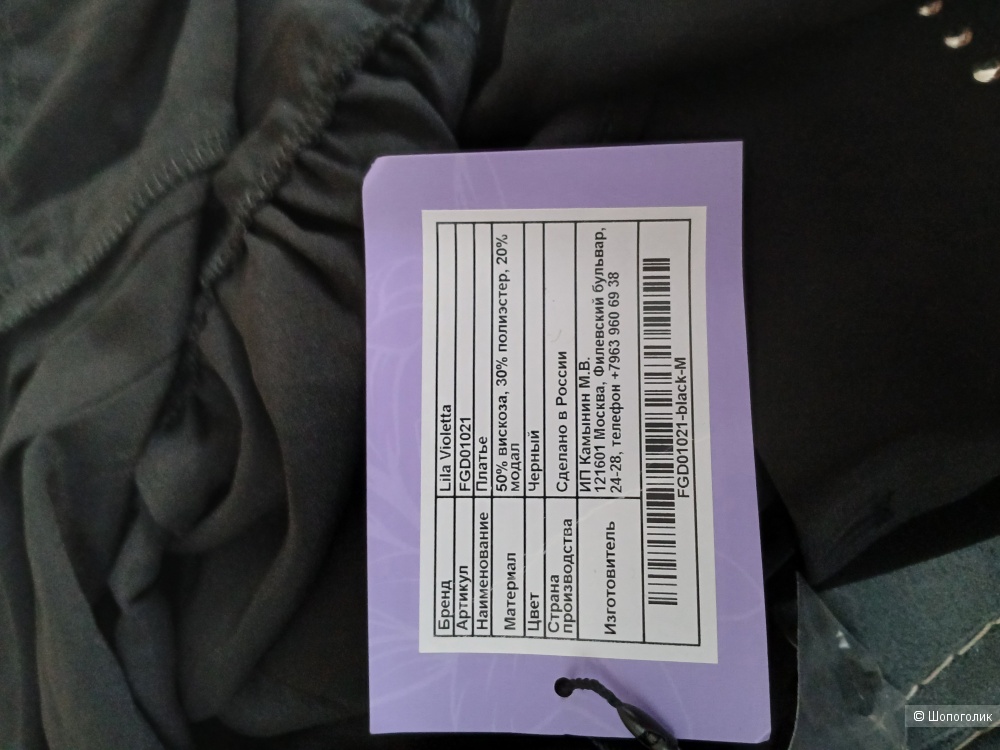 Бренд Lila Violetta
Артикул FGD01021
Наименование Платье
Материал 50% вискоза, 30% полиэстер, 20%
модал
Цвет Черный
Страна
производства Сделано в России
Изготовитель ИП Камынин М.В.
121601 Москва, Филевский бульвар,
24-28, телефон +7963 960 69 38
FGD01021-black-M
© Шопоголик